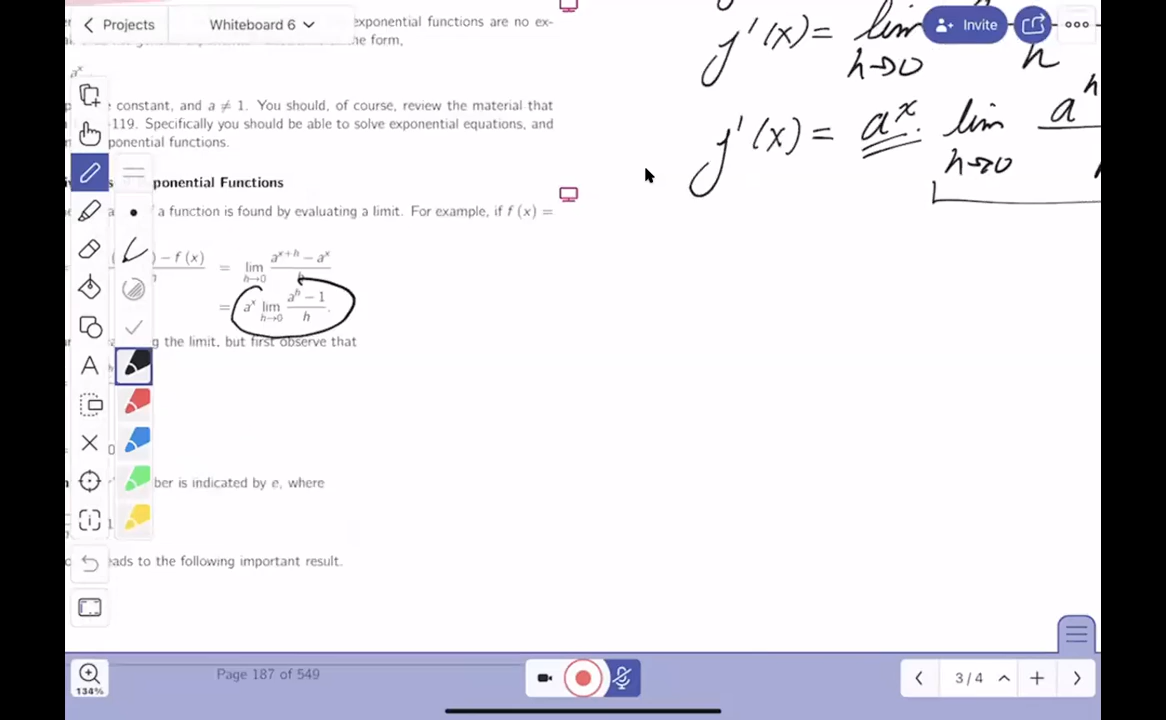 Projects
Whiteboard 6
Invite
exponential functions are no ex-
the form,
a^x
constant, and a ≠ 1. You should, of course, review the material that
-119. Specifically you should be able to solve exponential equations, and
ponential functions.
ponential Functions
a function is found by evaluating a limit. For example, if f (x) =
) − f (x) = lim h→0 a^{x+h} − a^x
= a^x lim h→0 (a^h − 1)/h.
g the limit, but first observe that
0
ber is indicated by e, where
1
eads to the following important result.
y'(x) = lim h→0 h
y'(x) = a^x · lim h→0 a^h
A
134%
Page 187 of 549
3/4